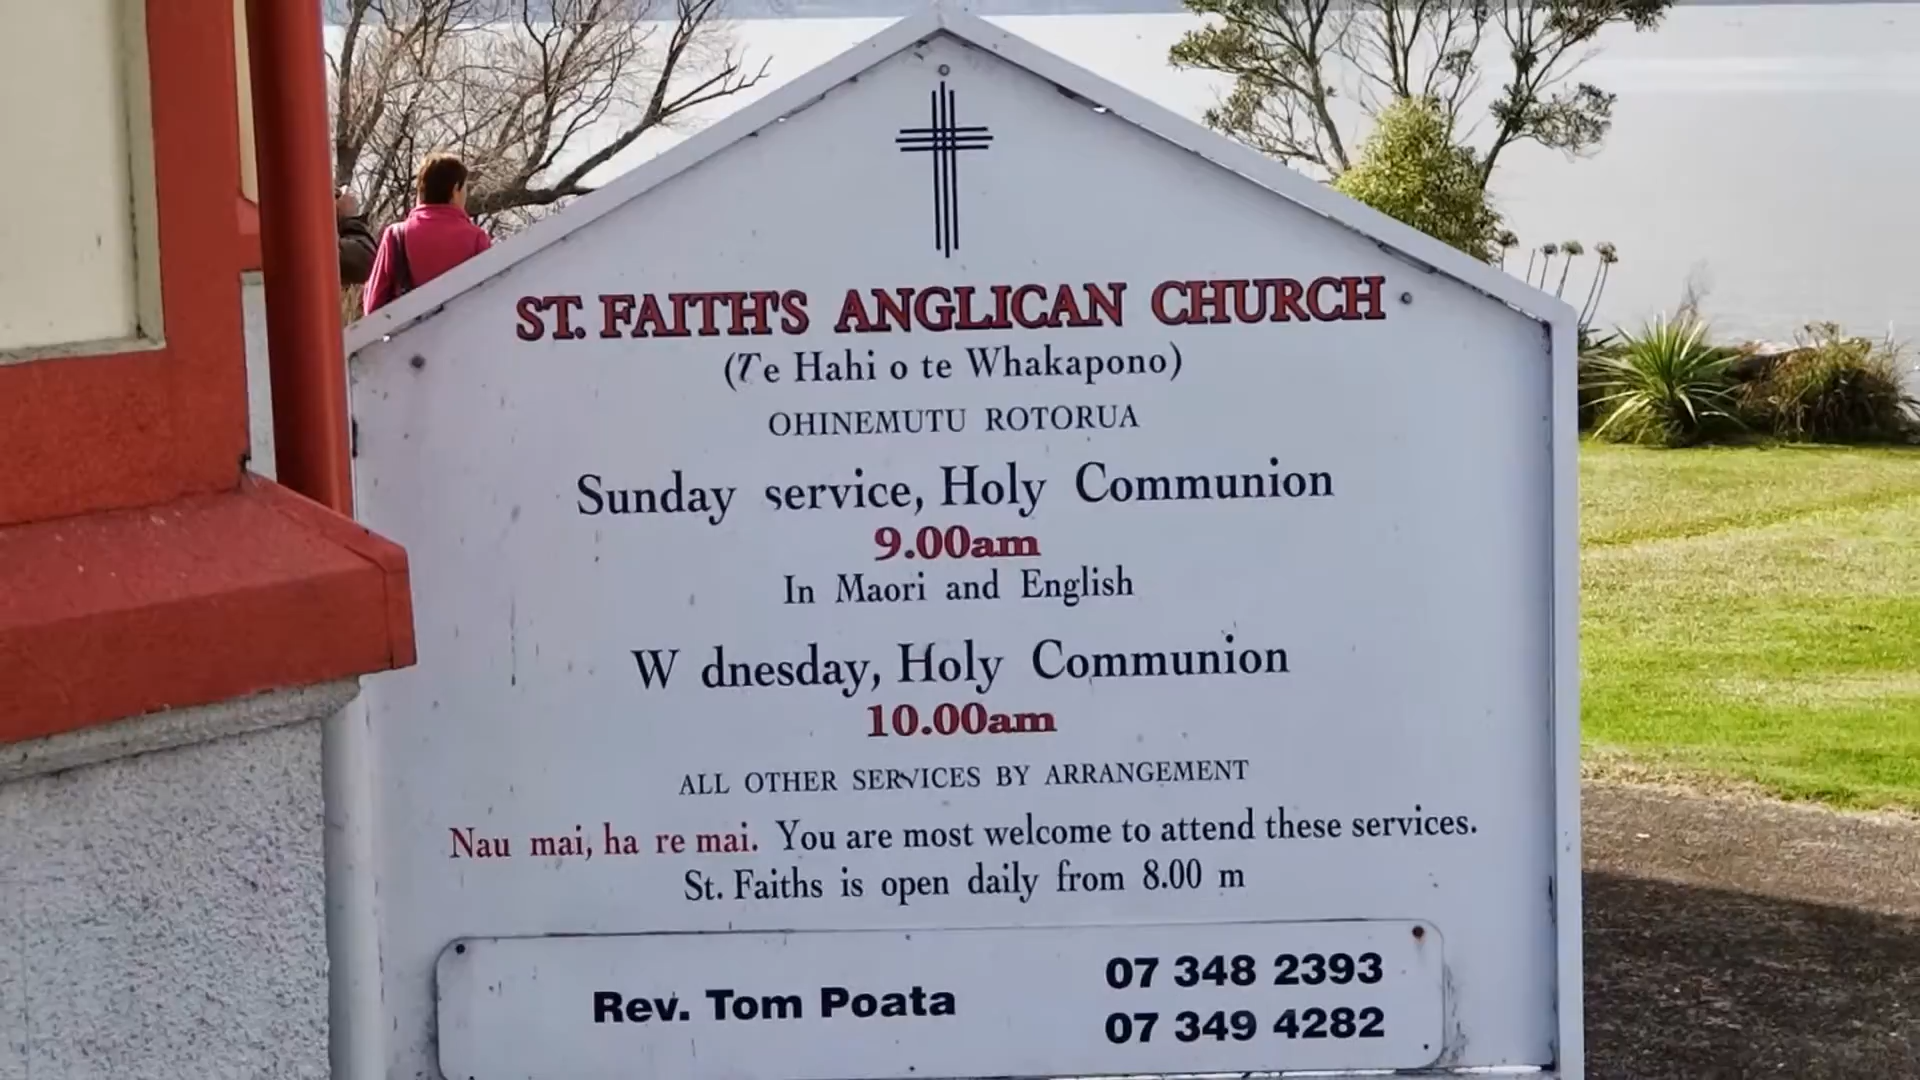 ST. FAITH'S ANGLICAN CHURCH
(Te Hahi o te Whakapono)
OHINEMUTU ROTORUA
Sunday service, Holy Communion
9.00am
In Maori and English
W dnesday, Holy Communion
10.00am
ALL OTHER SERVICES BY ARRANGEMENT
Nau mai, ha re mai. You are most welcome to attend these services.
St. Faiths is open daily from 8.00 m
Rev. Tom Poata
07 348 2393
07 349 4282